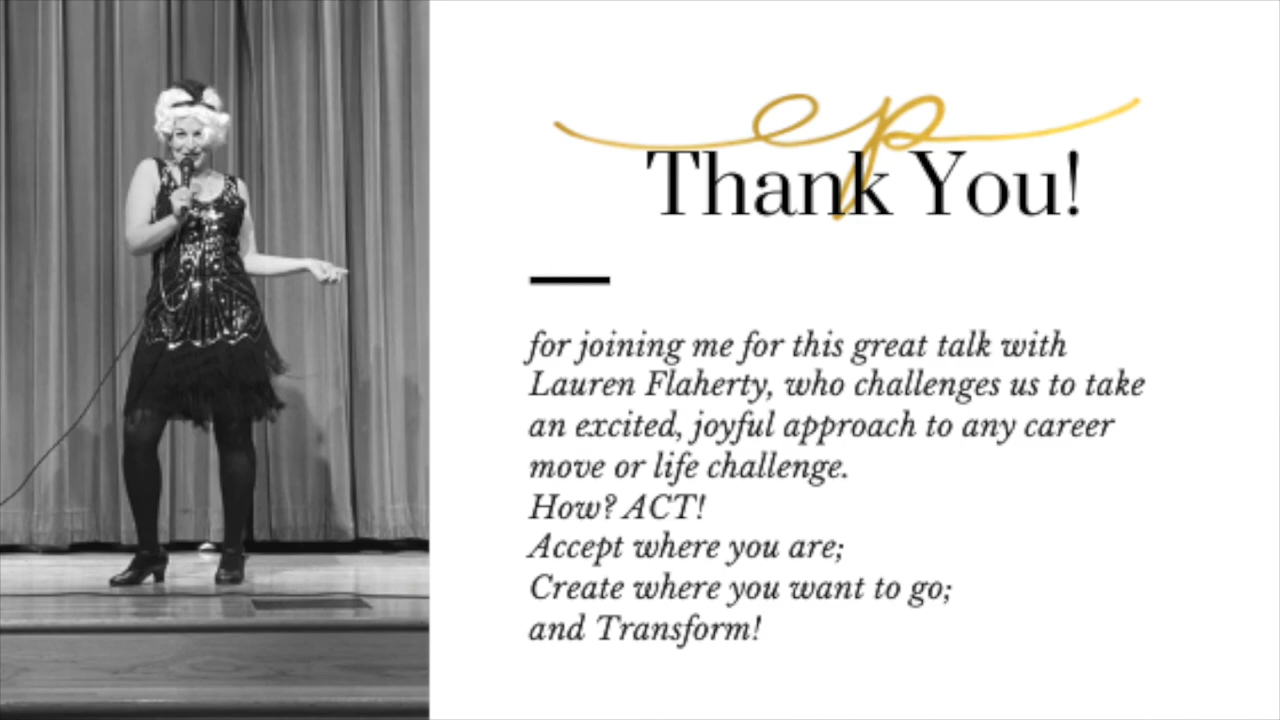 ep
Thank You!
for joining me for this great talk with
Lauren Flaherty, who challenges us to take
an excited, joyful approach to any career
move or life challenge.
How? ACT!
Accept where you are;
Create where you want to go;
and Transform!